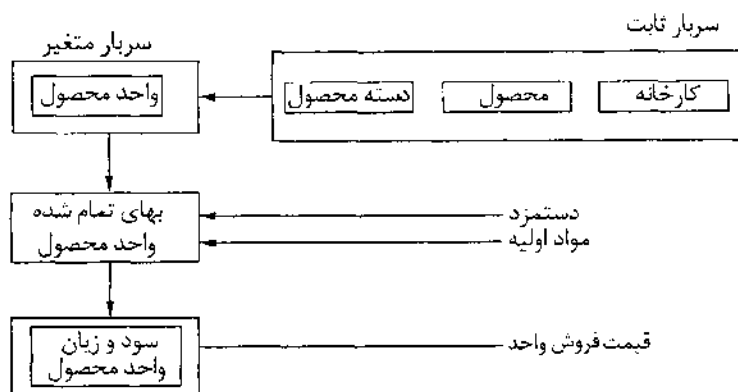 سربار ثابت
سربار متغیر
کارخانه
محصول
دسته محصول
واحد محصول
بهای تمام شده
واحد محصول
دستمزد
مواد اولیه
سود و زیان
واحد محصول
قیمت فروش واحد